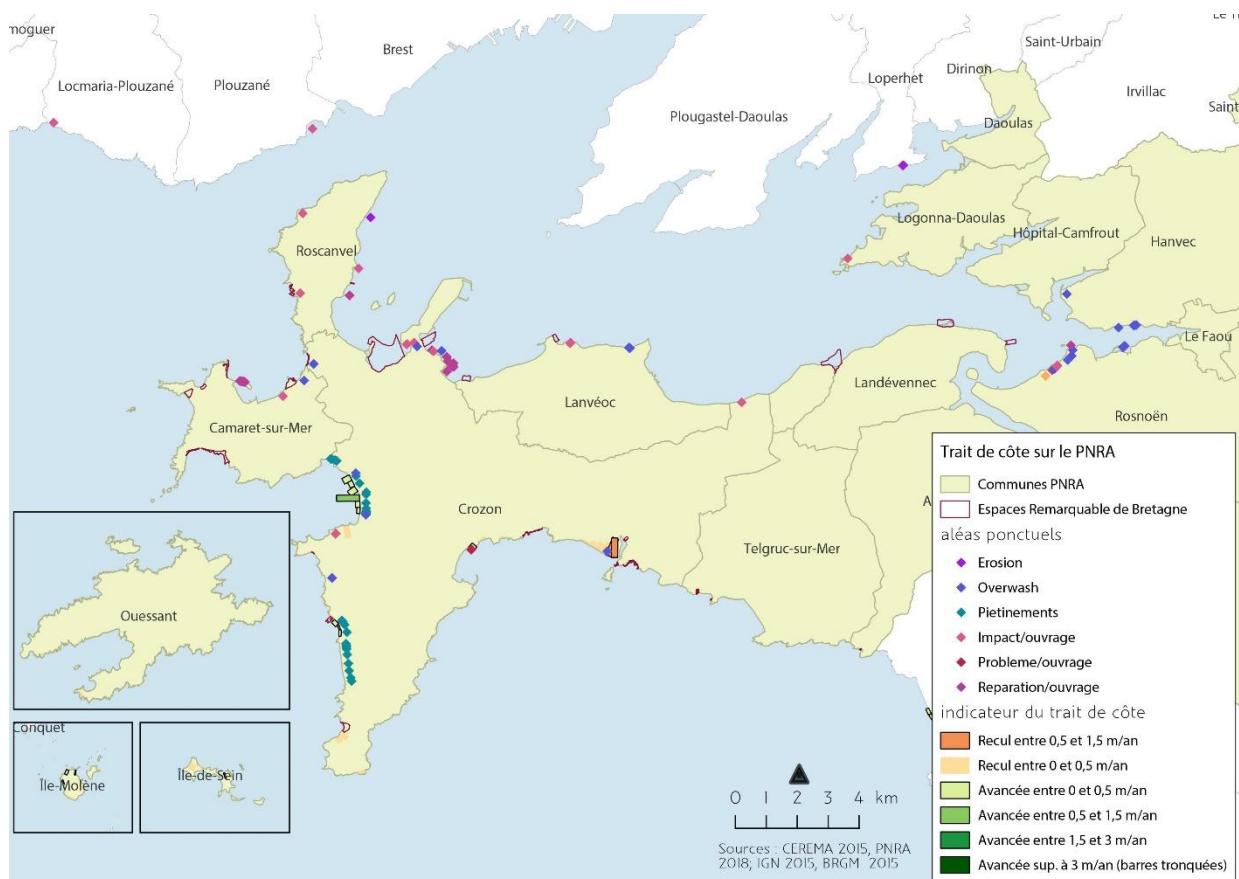 moguer
Brest
Saint-Urbain
Locmaria-Plouzané
Plouzané
Loperhet
Dirinon
Irvillac
Saint
Plougastel-Daoulas
Daoulas
Logonna-Daoulas
Hôpital-Camfrout
Hanvec
Roscanvel
Le Faou
Landévennec
Lanvéoc
Rosnoën
Camaret-sur-Mer
Crozon
Telgruc-sur-Mer
Ouessant
Conquet
Île-Molène
Île-de-Sein
Trait de côte sur le PNRA
Communes PNRA
Espaces Remarquable de Bretagne
aléas ponctuels
Erosion
Overwash
Pietinements
Impact/ouvrage
Probleme/ouvrage
Reparation/ouvrage
indicateur du trait de côte
Recul entre 0,5 et 1,5 m/an
Recul entre 0 et 0,5 m/an
Avancée entre 0 et 0,5 m/an
Avancée entre 0,5 et 1,5 m/an
Avancée entre 1,5 et 3 m/an
Avancée sup. à 3 m/an (barres tronquées)
0 1 2 3 4 km
Sources : CEREMA 2015, PNRA
2018; IGN 2015, BRGM 2015